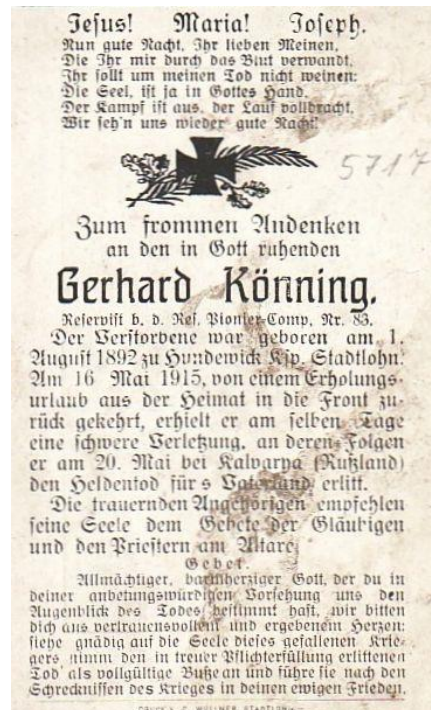 Jesus! Maria! Joseph.
Nun gute Nacht, Ihr lieben Meinen,
Die Ihr mir durch das Blut verwandt,
Ihr sollt um meinen Tod nicht weinen:
Die Seel, ist ja in Gottes Hand.
Der Kampf ist aus, der Lauf vollbracht,
Wir seh'n uns wieder gute Nacht!
5717
Zum frommen Andenken
an den in Gott ruhenden
Gerhard Könning.
Reservist b. d. Res. Pionier-Comp. Nr. 83.
Der Verstorbene war geboren am 1.
August 1892 zu Hundewick Ksp. Stadtlohn.
Am 16 Mai 1915, von einem Erholungs-
urlaub aus der Heimat in die Front zu-
rück gekehrt, erhielt er am selben Tage
eine schwere Verletzung, an deren Folgen
er am 20. Mai bei Kalvarya (Rußland)
den Heldentod für s Vaterland erlitt.
Die trauernden Angehörigen empfehlen
seine Seele dem Gebete der Gläubigen
und den Priestern am Altare
Gebet.
Allmächtiger, barmherziger Gott, der du in
deiner anbetungswürdigen Vorsehung uns den
Augenblick des Todes bestimmt hast, wir bitten
dich aus vertrauensvollem und ergebenem Herzen:
siehe gnädig auf die Seele dieses gefallenen Krie-
gers nimm den in treuer Pflichterfüllung erlittenen
Tod als vollgültige Buße an und führe sie nach den
Schrecknissen des Krieges in deinen ewigen Frieden.